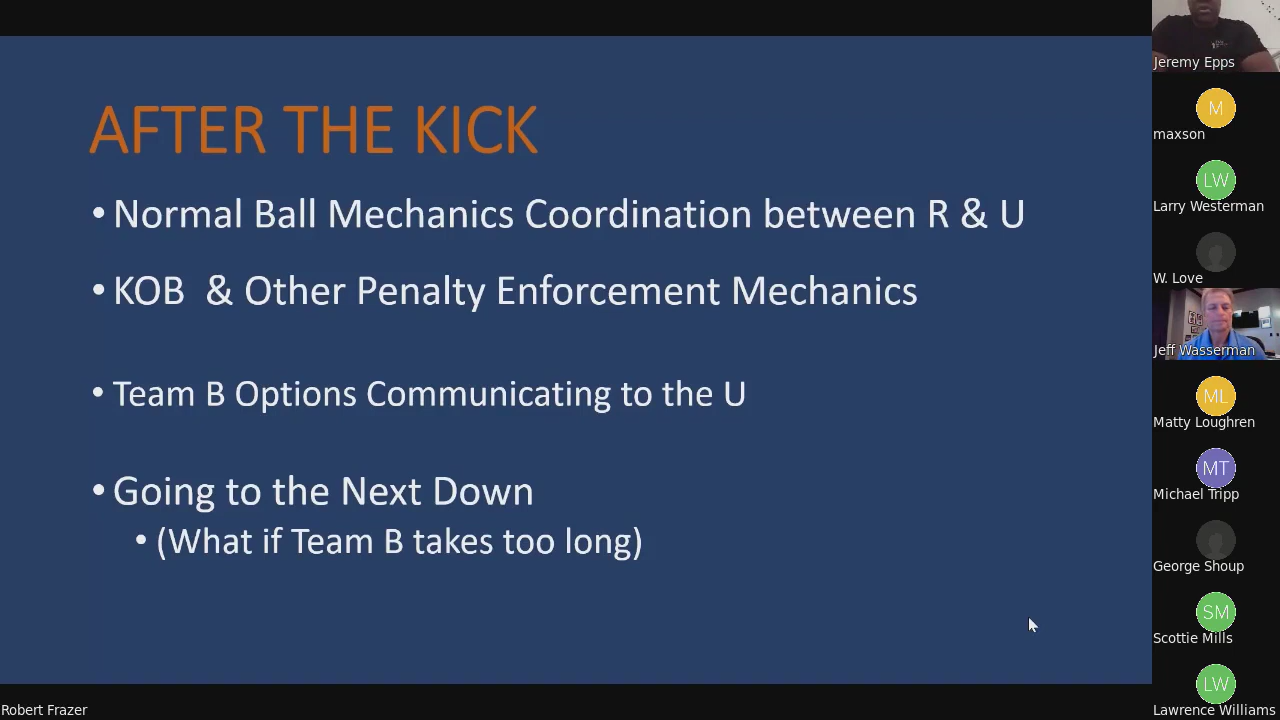 AFTER THE KICK
• Normal Ball Mechanics Coordination between R & U
• KOB & Other Penalty Enforcement Mechanics
• Team B Options Communicating to the U
• Going to the Next Down
• (What if Team B takes too long)
Robert Frazer
Jeremy Epps
M
maxson
LW
Larry Westerman
W. Love
Jeff Wasserman
ML
Matty Loughren
MT
Michael Tripp
George Shoup
SM
Scottie Mills
LW
Lawrence Williams